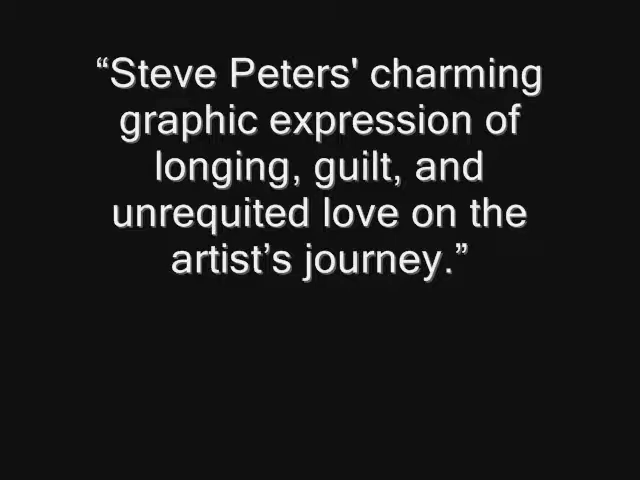 “Steve Peters' charming
graphic expression of
longing, guilt, and
unrequited love on the
artist’s journey.”